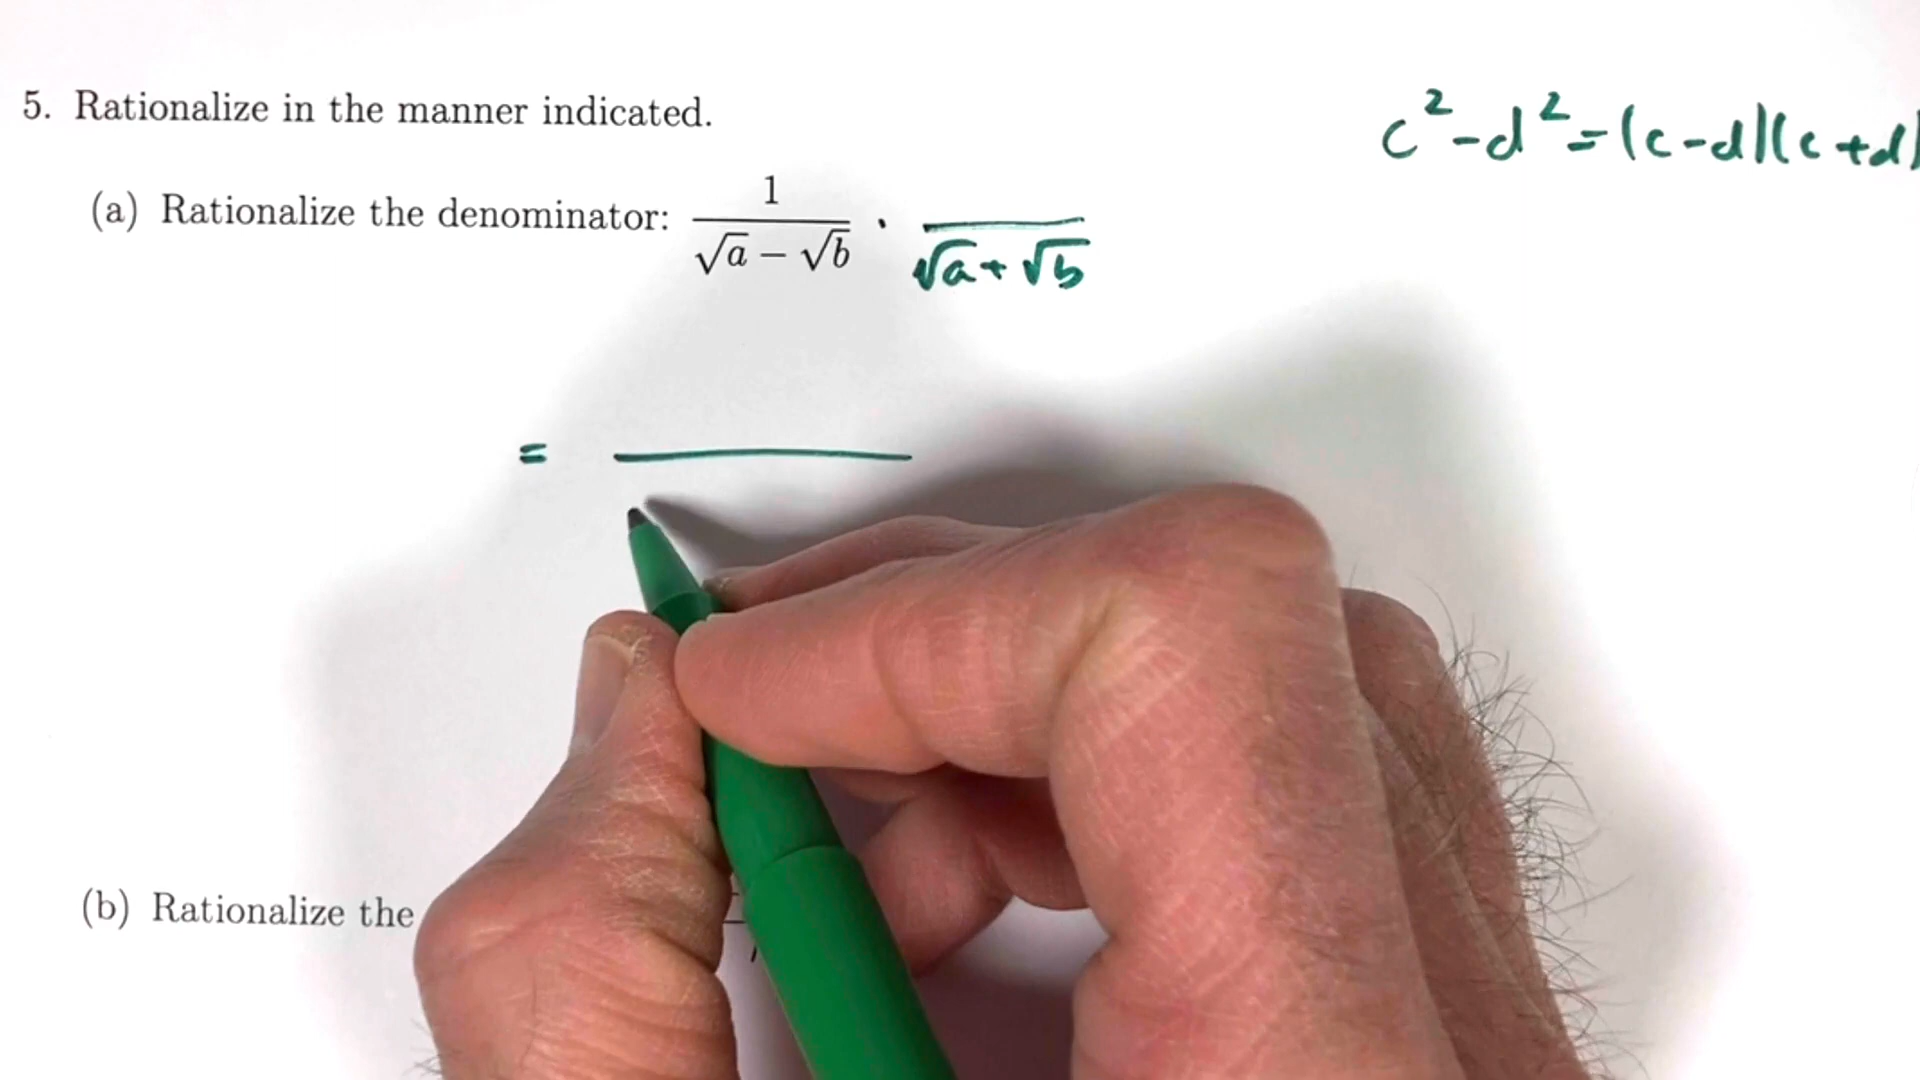 5. Rationalize in the manner indicated.
c² - d² = (c - d)(c + d)
(a) Rationalize the denominator: 1/(√a − √b) · /(√a + √b)
=
(b) Rationalize the